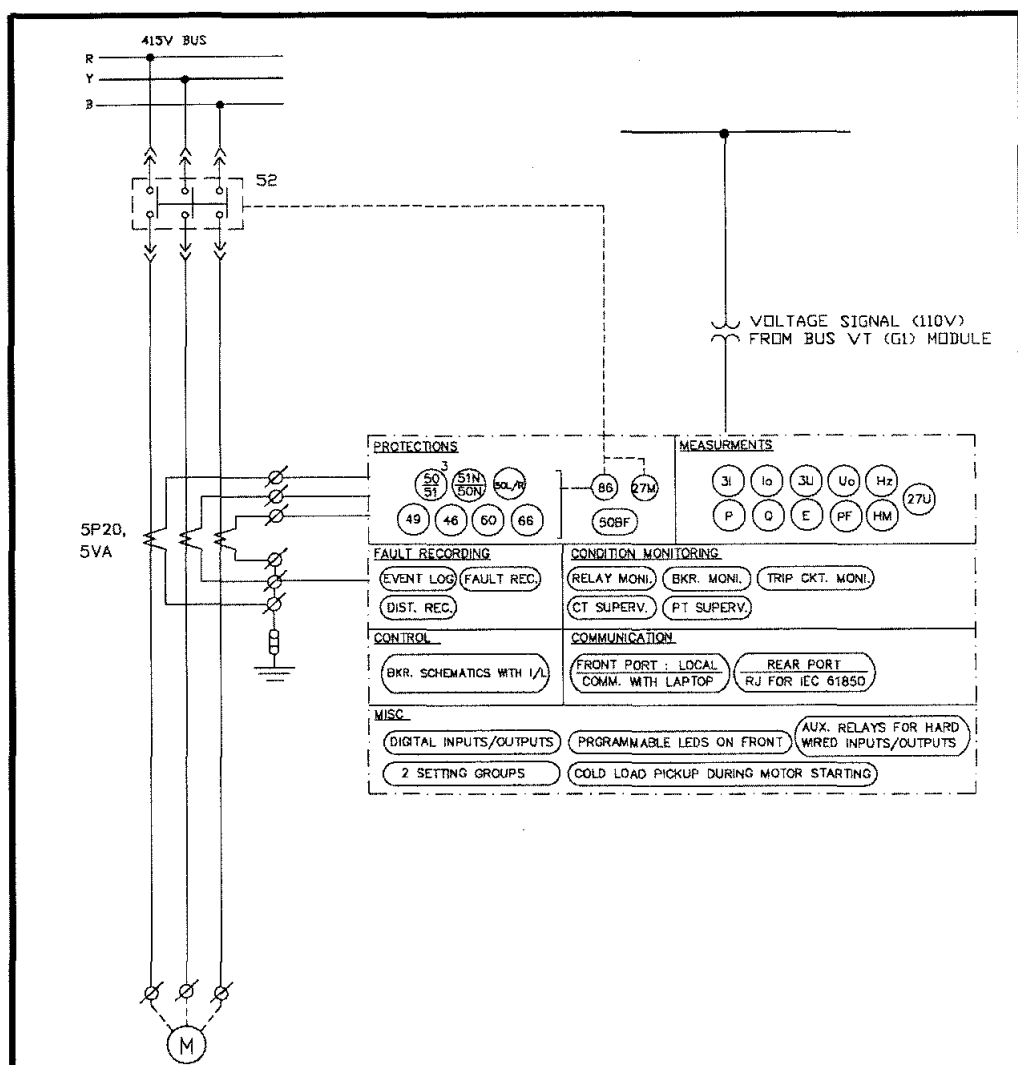 415V BUS
R
Y
B
52
VOLTAGE SIGNAL (110V)
FROM BUS VT (G1) MODULE
PROTECTIONS
3
50
51
51N
50N
50L/R
86
27M
49
46
60
66
50BF
MEASURMENTS
3I
Io
3U
Uo
Hz
27U
P
Q
E
PF
HM
5P20,
5VA
FAULT RECORDING
EVENT LOG
FAULT REC.
DIST. REC.
CONDITION MONITORING
RELAY MONI.
BKR. MONI.
TRIP CKT. MONI.
CT SUPERV.
PT SUPERV.
CONTROL
BKR. SCHEMATICS WITH I/L
COMMUNICATION
FRONT PORT : LOCAL
COMM. WITH LAPTOP
REAR PORT
RJ FOR IEC 61850
MISC
DIGITAL INPUTS/OUTPUTS
PRGRAMMABLE LEDS ON FRONT
AUX. RELAYS FOR HARD
WIRED INPUTS/OUTPUTS
2 SETTING GROUPS
COLD LOAD PICKUP DURING MOTOR STARTING
M